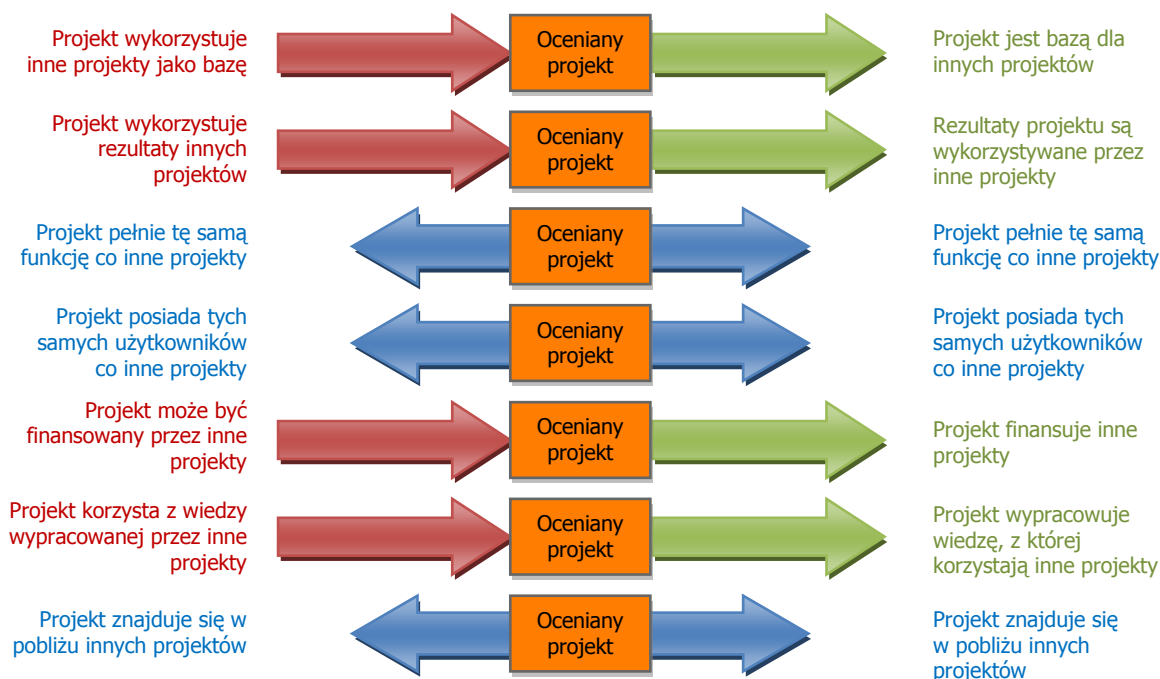 Projekt wykorzystuje
inne projekty jako bazę
Oceniany
projekt
Projekt jest bazą dla
innych projektów
Projekt wykorzystuje
rezultaty innych
projektów
Oceniany
projekt
Rezultaty projektu są
wykorzystywane przez
inne projekty
Projekt pełnie tę samą
funkcję co inne projekty
Oceniany
projekt
Projekt pełnie tę samą
funkcję co inne projekty
Projekt posiada tych
samych użytkowników
co inne projekty
Oceniany
projekt
Projekt posiada tych
samych użytkowników
co inne projekty
Projekt może być
finansowany przez inne
projekty
Oceniany
projekt
Projekt finansuje inne
projekty
Projekt korzysta z wiedzy
wypracowanej przez inne
projekty
Oceniany
projekt
Projekt wypracowuje
wiedzę, z której
korzystają inne projekty
Projekt znajduje się w
pobliżu innych projektów
Oceniany
projekt
Projekt znajduje się
w pobliżu innych
projektów